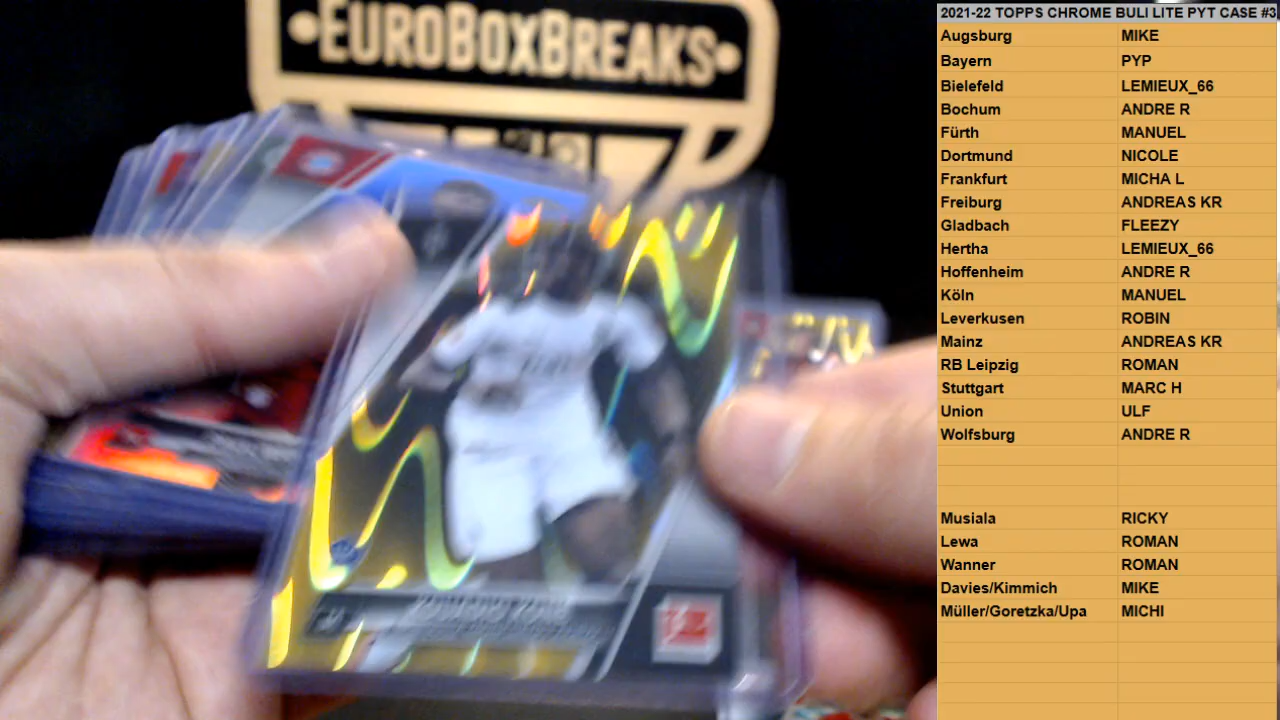 •EUROBOXBREAKS•
2021-22 TOPPS CHROME BULI LITE PYT CASE #3
Augsburg MIKE
Bayern PYP
Bielefeld LEMIEUX_66
Bochum ANDRE R
Fürth MANUEL
Dortmund NICOLE
Frankfurt MICHA L
Freiburg ANDREAS KR
Gladbach FLEEZY
Hertha LEMIEUX_66
Hoffenheim ANDRE R
Köln MANUEL
Leverkusen ROBIN
Mainz ANDREAS KR
RB Leipzig ROMAN
Stuttgart MARC H
Union ULF
Wolfsburg ANDRE R
Musiala RICKY
Lewa ROMAN
Wanner ROMAN
Davies/Kimmich MIKE
Müller/Goretzka/Upa MICHI